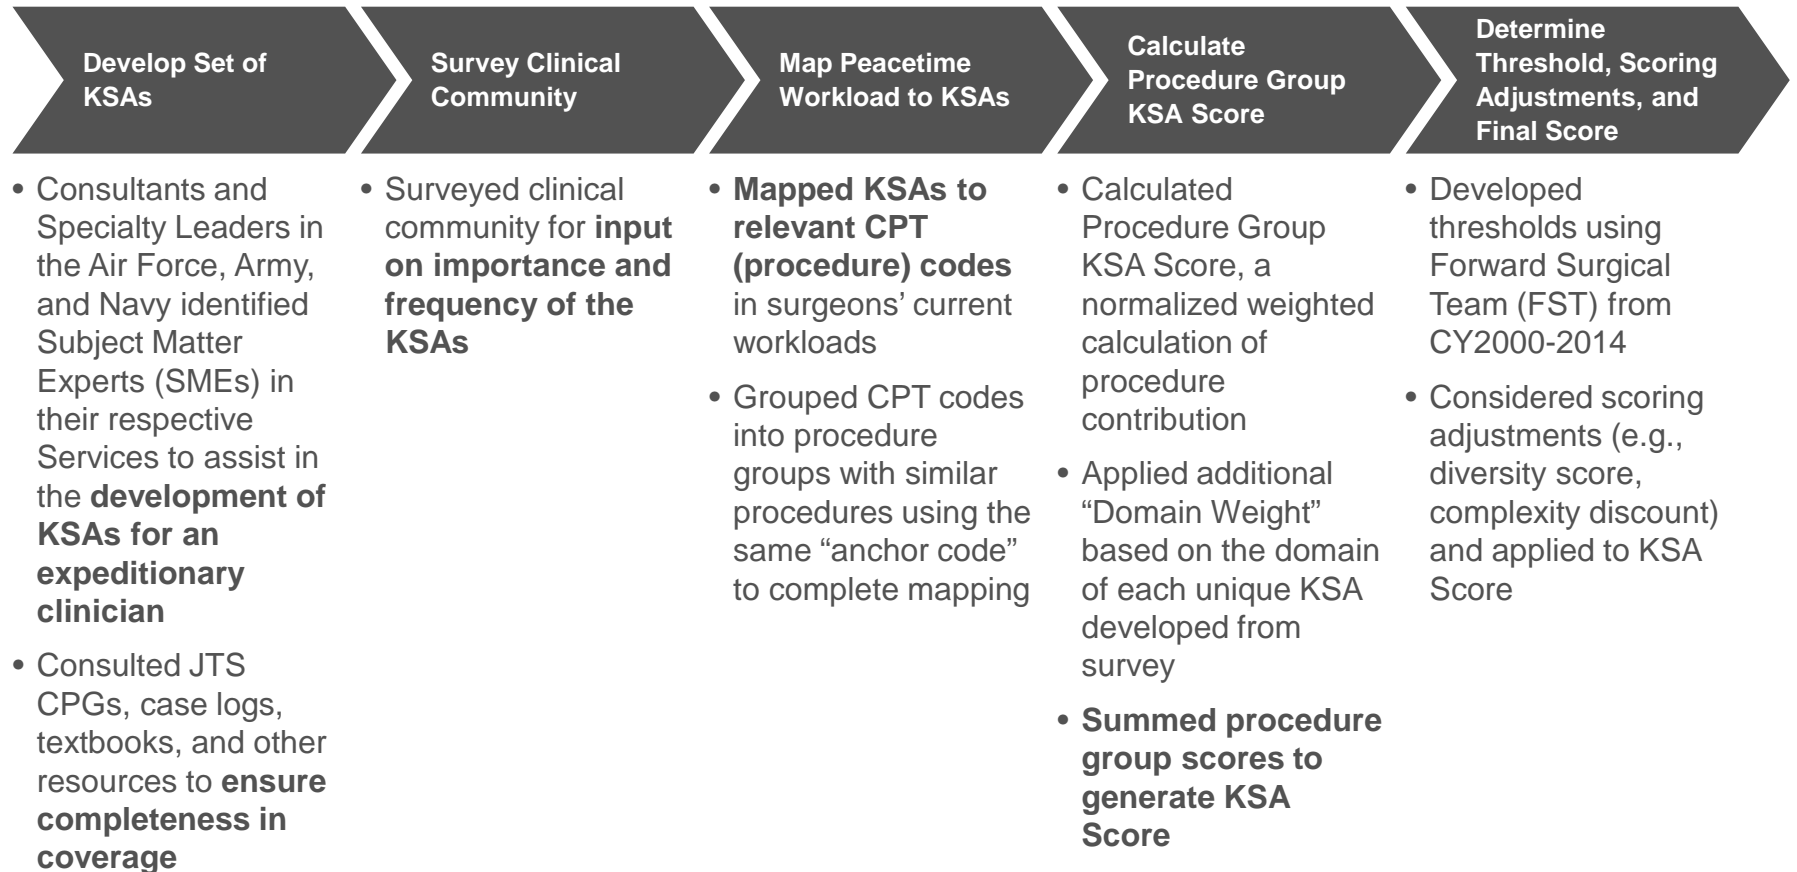 Develop Set of
KSAs
• Consultants and
Specialty Leaders in
the Air Force, Army,
and Navy identified
Subject Matter
Experts (SMEs) in
their respective
Services to assist in
the development of
KSAs for an
expeditionary
clinician
• Consulted JTS
CPGs, case logs,
textbooks, and other
resources to ensure
completeness in
coverage
Survey Clinical
Community
• Surveyed clinical
community for input
on importance and
frequency of the
KSAs
Map Peacetime
Workload to KSAs
• Mapped KSAs to
relevant CPT
(procedure) codes
in surgeons’ current
workloads
• Grouped CPT codes
into procedure
groups with similar
procedures using the
same “anchor code”
to complete mapping
Calculate
Procedure Group
KSA Score
• Calculated
Procedure Group
KSA Score, a
normalized weighted
calculation of
procedure
contribution
• Applied additional
“Domain Weight”
based on the domain
of each unique KSA
developed from
survey
• Summed procedure
group scores to
generate KSA
Score
Determine
Threshold, Scoring
Adjustments, and
Final Score
• Developed
thresholds using
Forward Surgical
Team (FST) from
CY2000-2014
• Considered scoring
adjustments (e.g.,
diversity score,
complexity discount)
and applied to KSA
Score